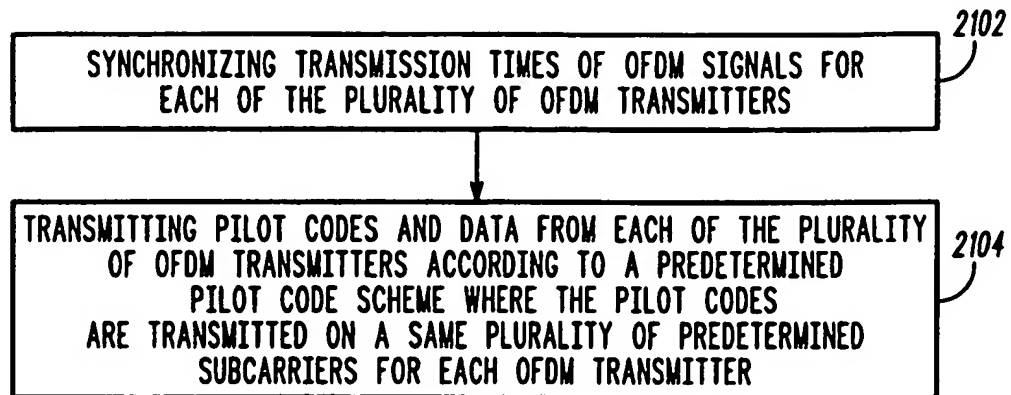 2102
SYNCHRONIZING TRANSMISSION TIMES OF OFDM SIGNALS FOR
EACH OF THE PLURALITY OF OFDM TRANSMITTERS
TRANSMITTING PILOT CODES AND DATA FROM EACH OF THE PLURALITY
OF OFDM TRANSMITTERS ACCORDING TO A PREDETERMINED
PILOT CODE SCHEME WHERE THE PILOT CODES
ARE TRANSMITTED ON A SAME PLURALITY OF PREDETERMINED
SUBCARRIERS FOR EACH OFDM TRANSMITTER
2104